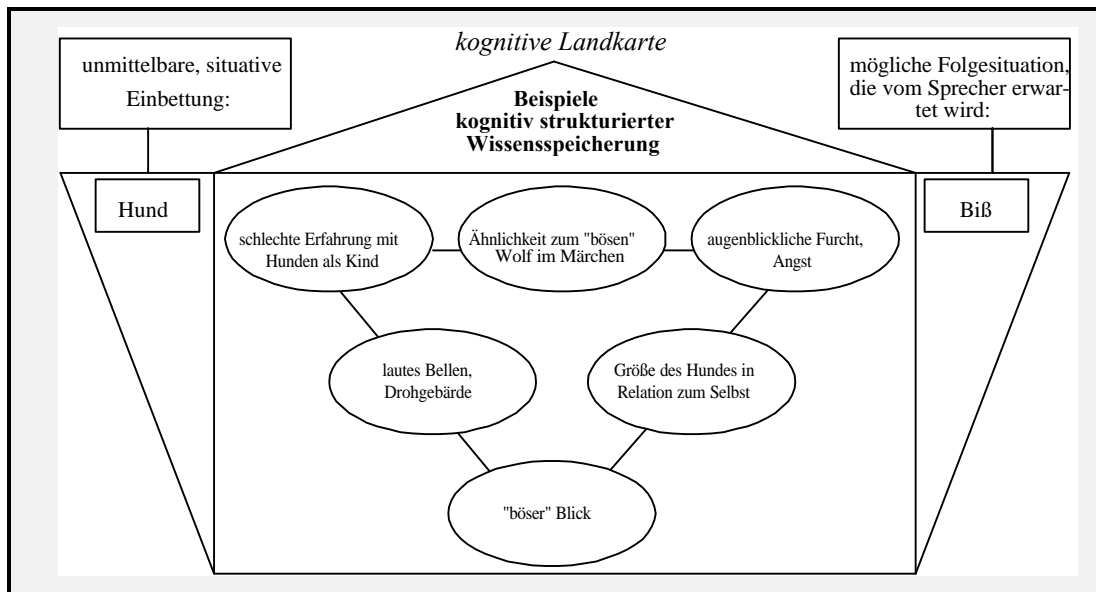 kognitive Landkarte
unmittelbare, situative
Einbettung:
mögliche Folgesituation,
die vom Sprecher erwar-
tet wird:
Beispiele
kognitiv strukturierter
Wissensspeicherung
Hund
Biß
schlechte Erfahrung mit
Hunden als Kind
Ähnlichkeit zum "bösen"
Wolf im Märchen
augenblickliche Furcht,
Angst
lautes Bellen,
Drohgebärde
Größe des Hundes in
Relation zum Selbst
"böser" Blick